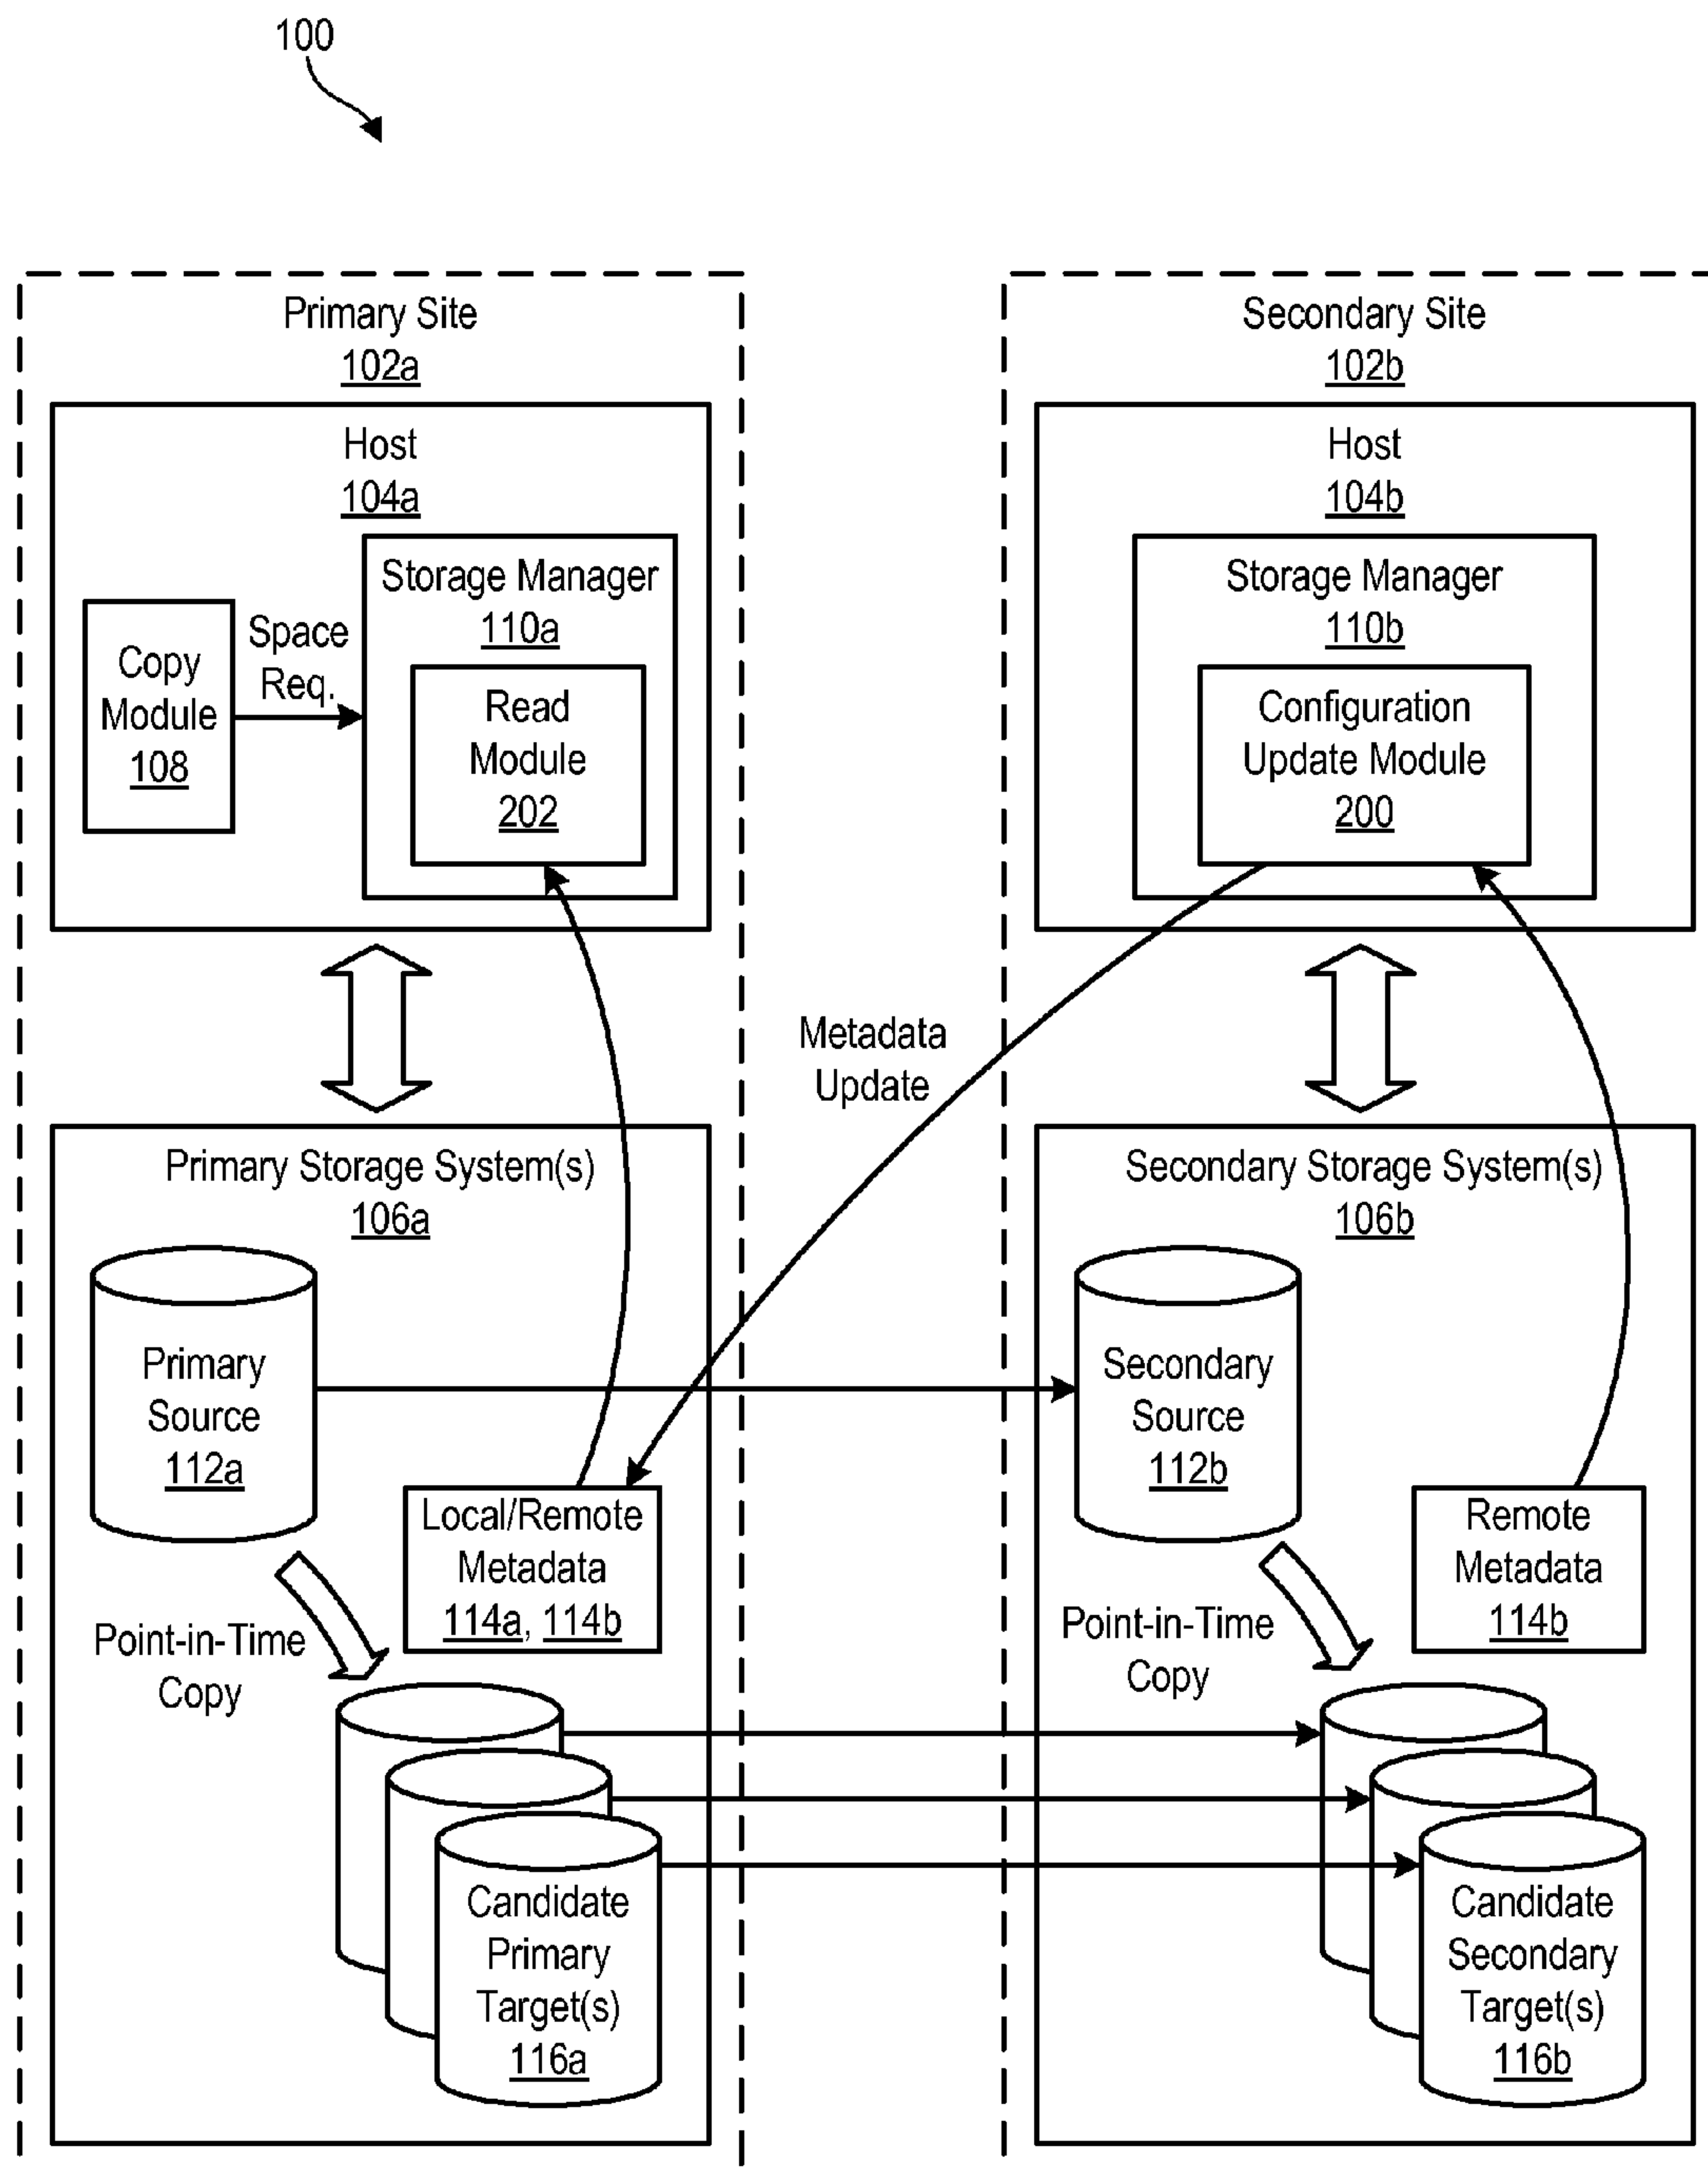 100
Primary Site
102a
Host
104a
Storage Manager
110a
Copy
Module
108
Space
Req.
Read
Module
202
Secondary Site
102b
Host
104b
Storage Manager
110b
Configuration
Update Module
200
Metadata
Update
Primary Storage System(s)
106a
Primary
Source
112a
Local/Remote
Metadata
114a, 114b
Point-in-Time
Copy
Candidate
Primary
Target(s)
116a
Secondary Storage System(s)
106b
Secondary
Source
112b
Remote
Metadata
114b
Point-in-Time
Copy
Candidate
Secondary
Target(s)
116b